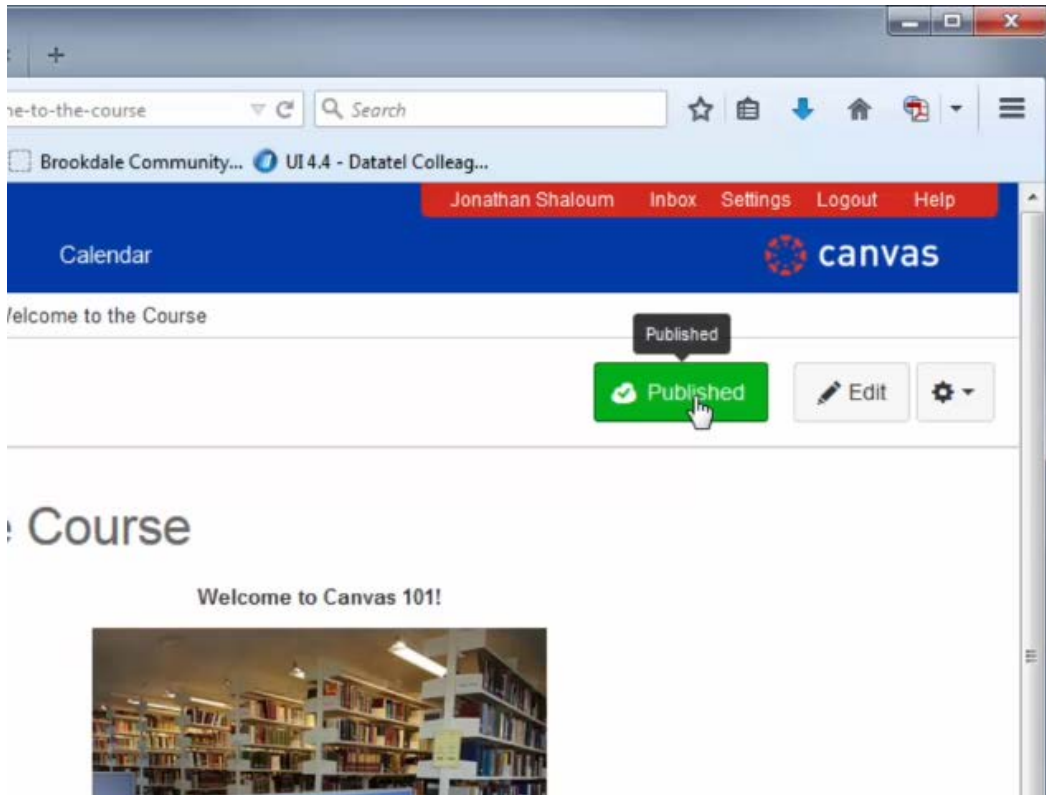 ne-to-the-course
Search
Brookdale Community... UI 4.4 - Datatel Colleag...
Jonathan Shaloum Inbox Settings Logout Help
Calendar
canvas
Welcome to the Course
Published
Published
Edit
Course
Welcome to Canvas 101!